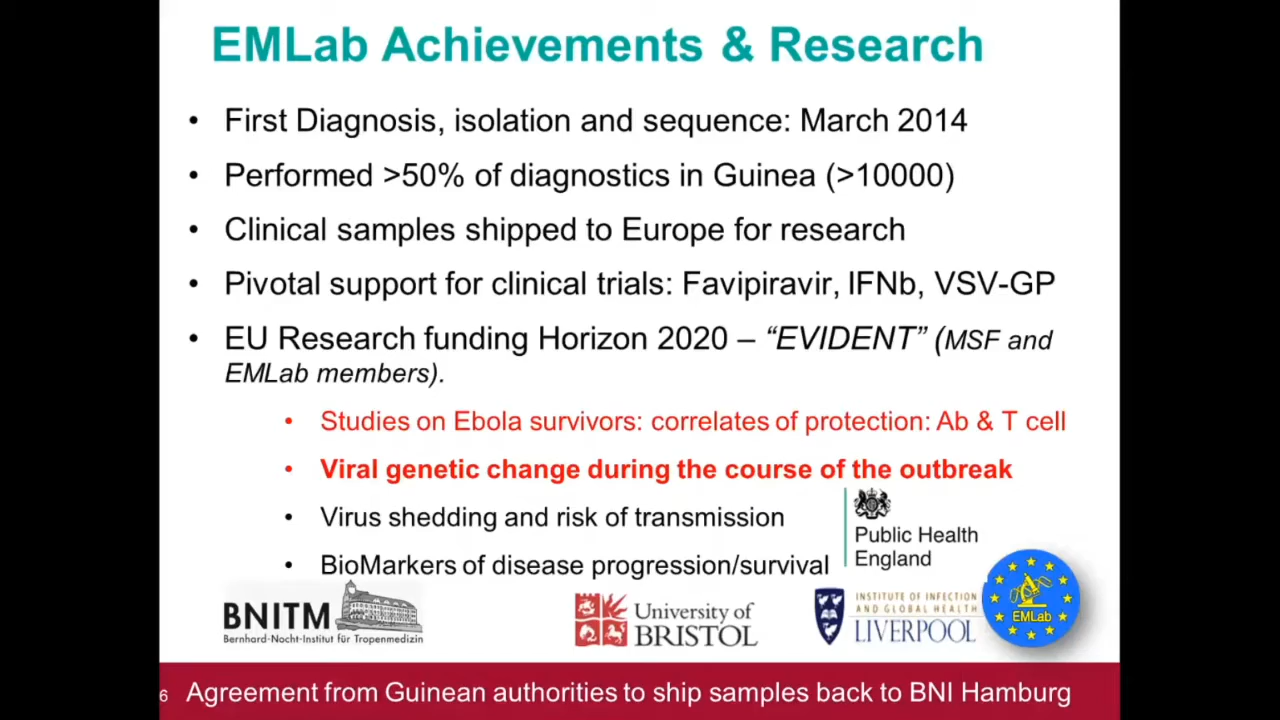 EMLab Achievements & Research
• First Diagnosis, isolation and sequence: March 2014
• Performed >50% of diagnostics in Guinea (>10000)
• Clinical samples shipped to Europe for research
• Pivotal support for clinical trials: Favipiravir, IFNb, VSV-GP
• EU Research funding Horizon 2020 – “EVIDENT” (MSF and
EMLab members).
• Studies on Ebola survivors: correlates of protection: Ab & T cell
• Viral genetic change during the course of the outbreak
• Virus shedding and risk of transmission
• BioMarkers of disease progression/survival
Public Health
England
BNITM
Bernhard-Nocht-Institut für Tropenmedizin
University of
BRISTOL
INSTITUTE OF INFECTION
AND GLOBAL HEALTH
LIVERPOOL
EMLab
6 Agreement from Guinean authorities to ship samples back to BNI Hamburg